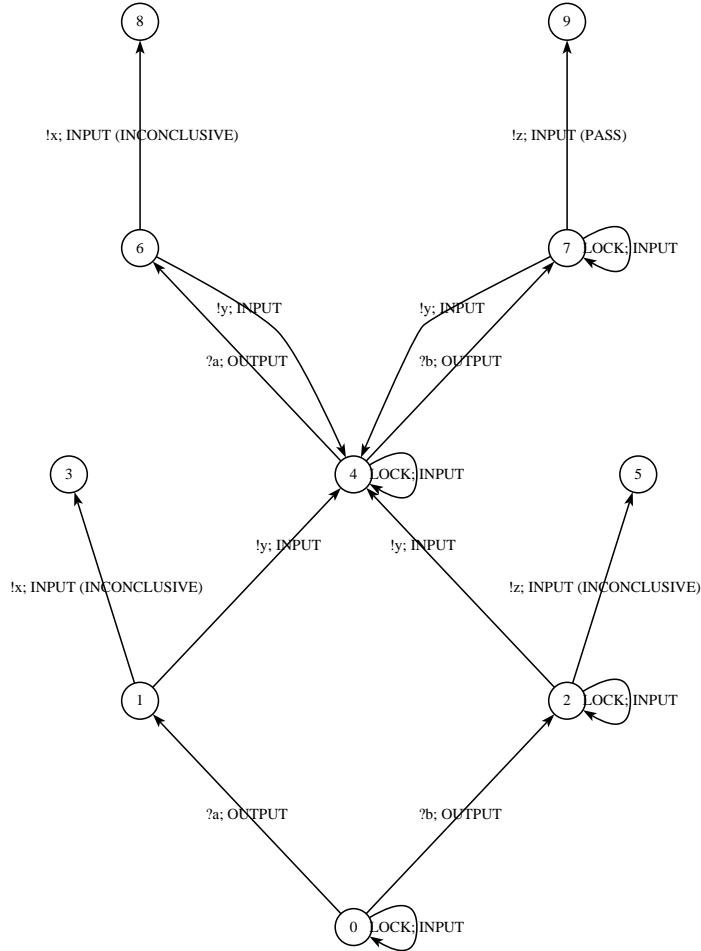 8
9
!x; INPUT (INCONCLUSIVE)
!z; INPUT (PASS)
6
7
LOCK; INPUT
!y; INPUT
!y; INPUT
?a; OUTPUT
?b; OUTPUT
3
4
LOCK; INPUT
5
!y; INPUT
!y; INPUT
!x; INPUT (INCONCLUSIVE)
!z; INPUT (INCONCLUSIVE)
1
2
LOCK; INPUT
?a; OUTPUT
?b; OUTPUT
0
LOCK; INPUT